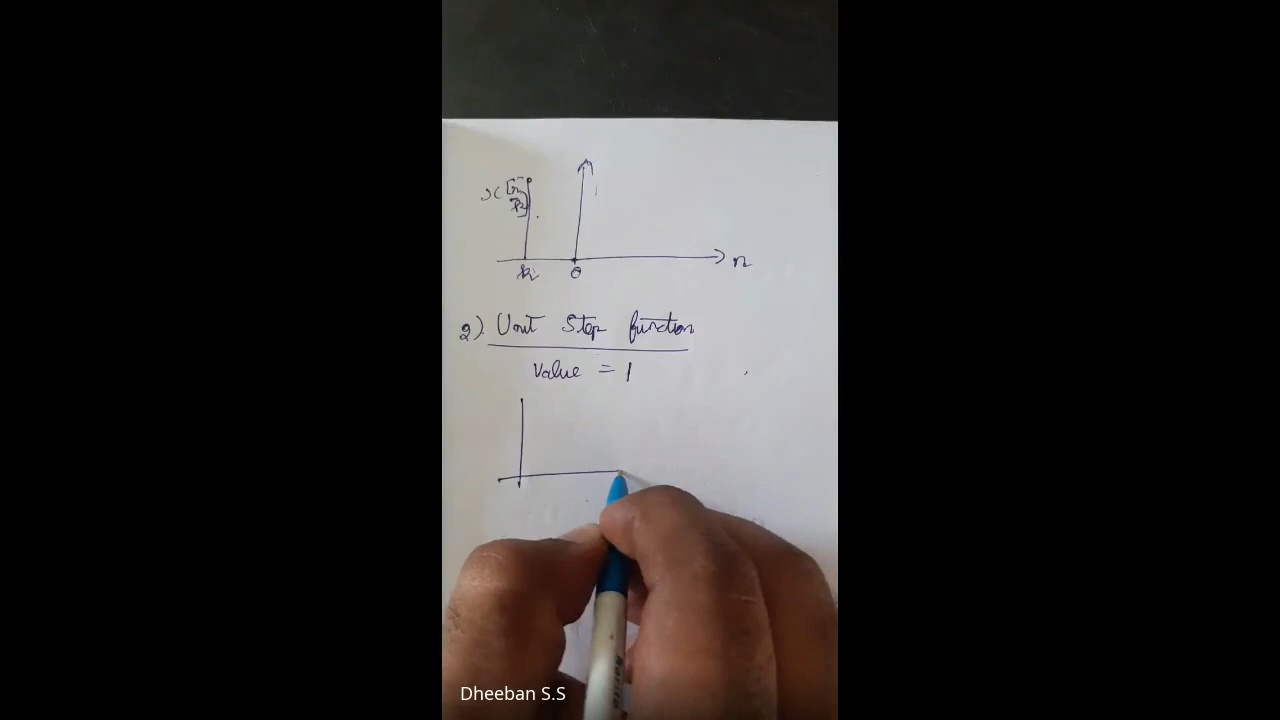 x[n
k]
k
0
n
2). Unit Step function
Value = 1
Dheeban S.S